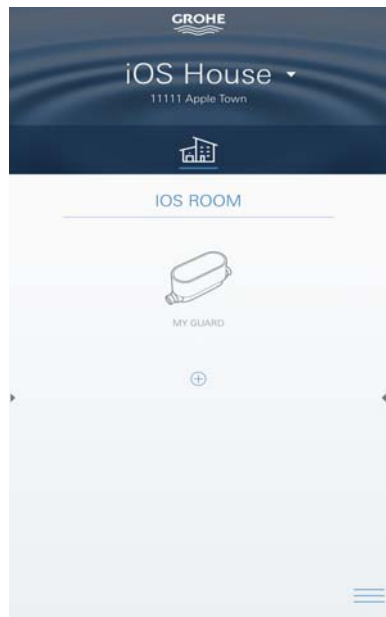 GROHE
iOS House
11111 Apple Town
IOS ROOM
MY GUARD